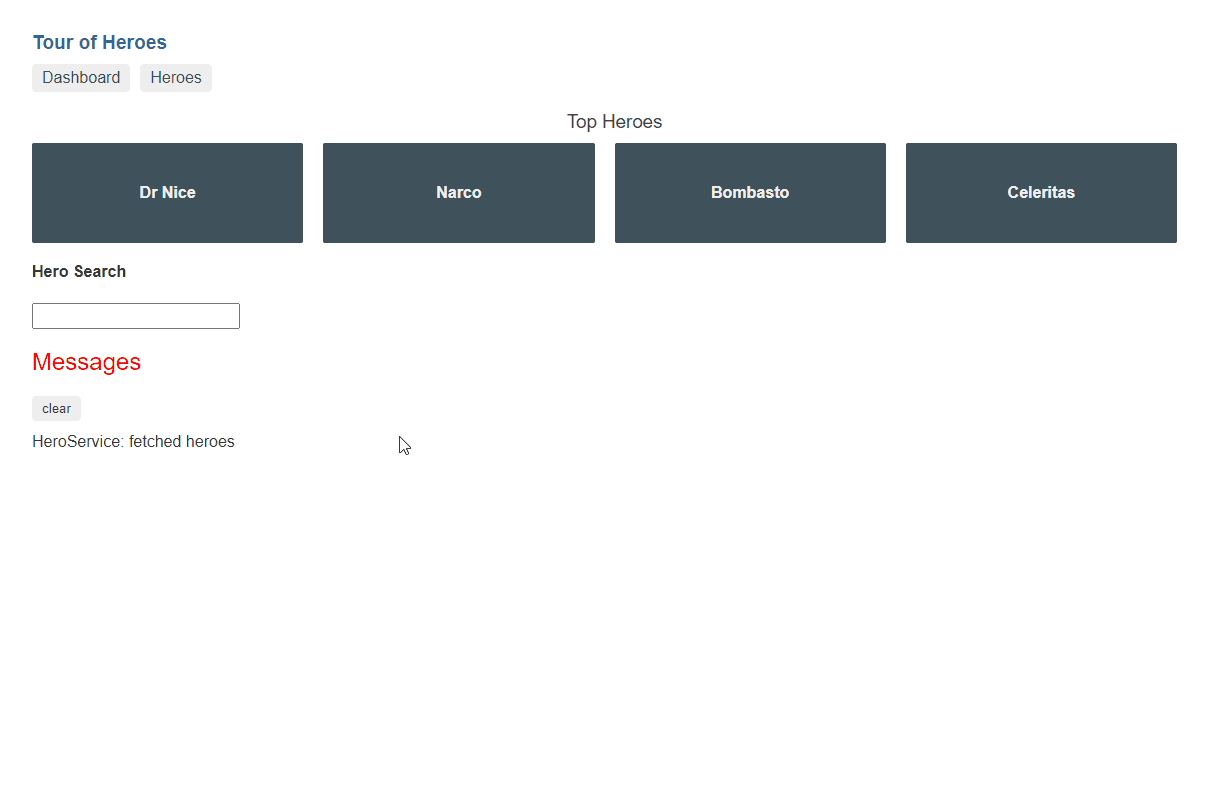 Tour of Heroes
Dashboard Heroes
Top Heroes
Dr Nice Narco Bombasto Celeritas
Hero Search
Messages
clear
HeroService: fetched heroes